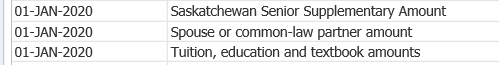 01-JAN-2020 Saskatchewan Senior Supplementary Amount
01-JAN-2020 Spouse or common-law partner amount
01-JAN-2020 Tuition, education and textbook amounts